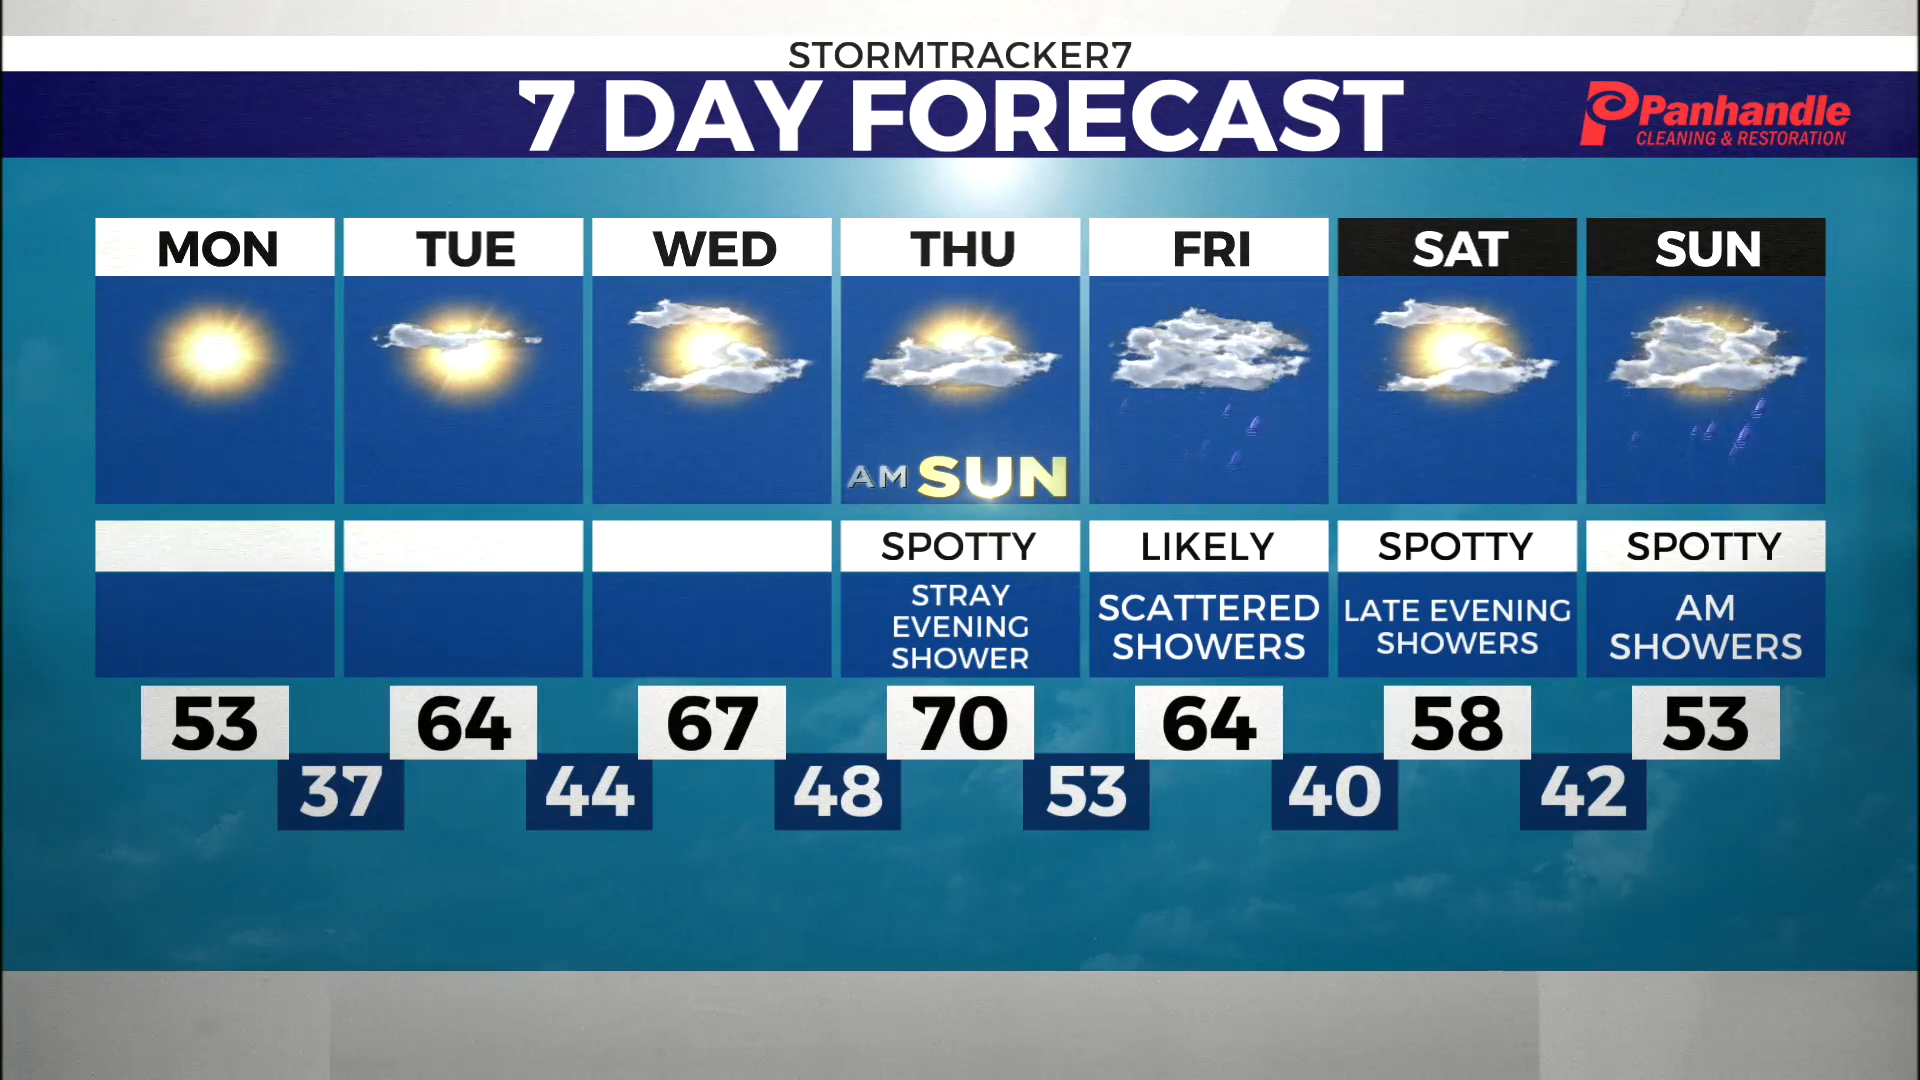 STORMTRACKER7
7 DAY FORECAST
Panhandle
CLEANING & RESTORATION
MON TUE WED THU FRI SAT SUN
AM SUN
SPOTTY LIKELY SPOTTY SPOTTY
STRAY
EVENING
SHOWER
SCATTERED
SHOWERS
LATE EVENING
SHOWERS
AM
SHOWERS
53 64 67 70 64 58 53
37 44 48 53 40 42